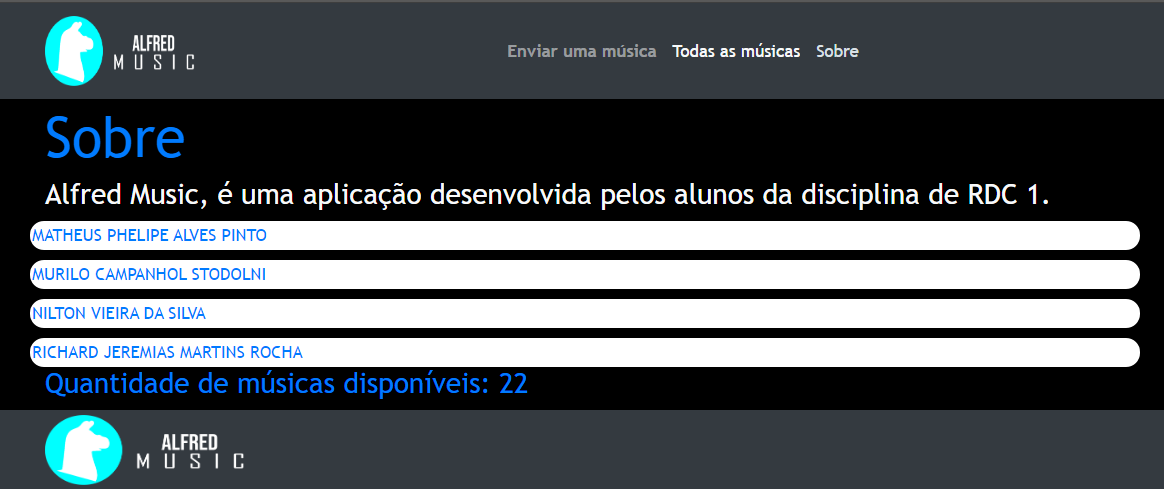 ALFRED
MUSIC
Enviar uma música Todas as músicas Sobre
Sobre
Alfred Music, é uma aplicação desenvolvida pelos alunos da disciplina de RDC 1.
MATHEUS PHELIPE ALVES PINTO
MURILO CAMPANHOL STODOLNI
NILTON VIEIRA DA SILVA
RICHARD JEREMIAS MARTINS ROCHA
Quantidade de músicas disponíveis: 22
ALFRED
MUSIC